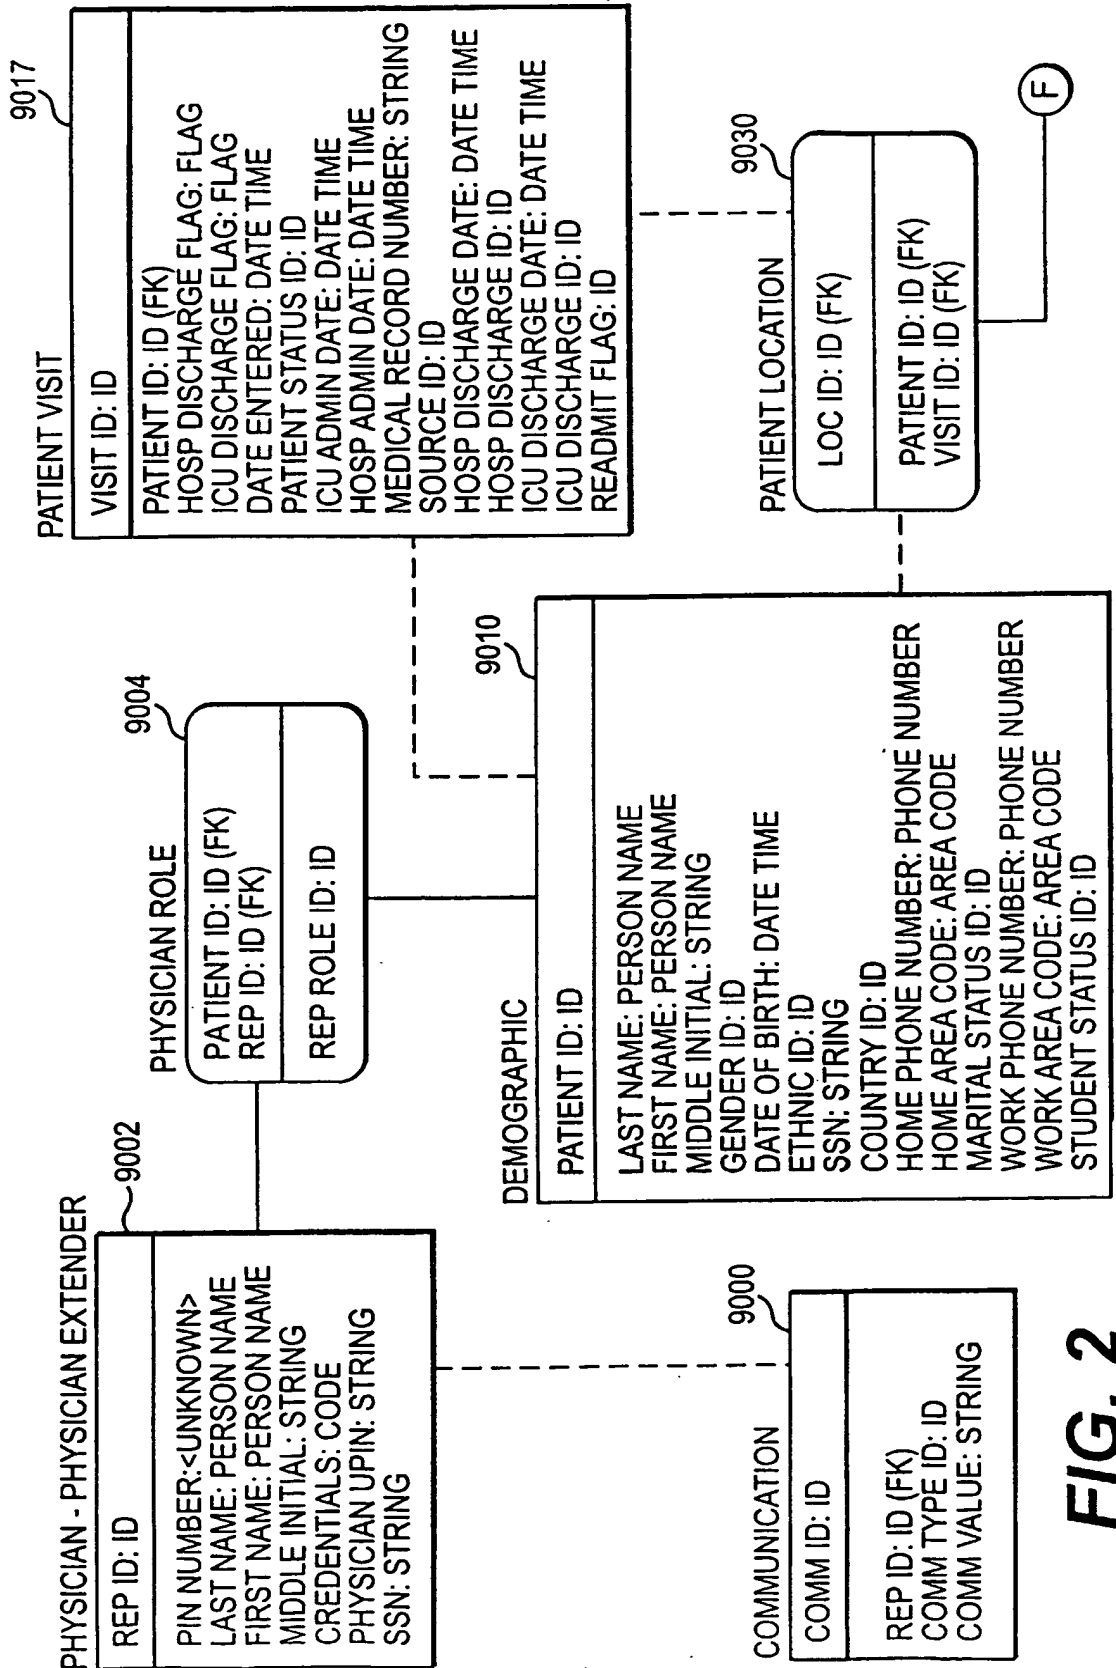 PHYSICIAN - PHYSICIAN EXTENDER
9002
REP ID: ID
PIN NUMBER:<UNKNOWN>
LAST NAME: PERSON NAME
FIRST NAME: PERSON NAME
MIDDLE INITIAL: STRING
CREDENTIALS: CODE
PHYSICIAN UPIN: STRING
SSN: STRING
PHYSICIAN ROLE
9004
PATIENT ID: ID (FK)
REP ID: ID (FK)
REP ROLE ID: ID
PATIENT VISIT
9017
VISIT ID: ID
PATIENT ID: ID (FK)
HOSP DISCHARGE FLAG: FLAG
ICU DISCHARGE FLAG: FLAG
DATE ENTERED: DATE TIME
PATIENT STATUS ID: ID
ICU ADMIN DATE: DATE TIME
HOSP ADMIN DATE: DATE TIME
MEDICAL RECORD NUMBER: STRING
SOURCE ID: ID
HOSP DISCHARGE DATE: DATE TIME
HOSP DISCHARGE ID: ID
ICU DISCHARGE DATE: DATE TIME
ICU DISCHARGE ID: ID
READMIT FLAG: ID
COMMUNICATION
9000
COMM ID: ID
REP ID: ID (FK)
COMM TYPE ID: ID
COMM VALUE: STRING
DEMOGRAPHIC
9010
PATIENT ID: ID
LAST NAME: PERSON NAME
FIRST NAME: PERSON NAME
MIDDLE INITIAL: STRING
GENDER ID: ID
DATE OF BIRTH: DATE TIME
ETHNIC ID: ID
SSN: STRING
COUNTRY ID: ID
HOME PHONE NUMBER: PHONE NUMBER
HOME AREA CODE: AREA CODE
MARITAL STATUS ID: ID
WORK PHONE NUMBER: PHONE NUMBER
WORK AREA CODE: AREA CODE
STUDENT STATUS ID: ID
PATIENT LOCATION
9030
LOC ID: ID (FK)
PATIENT ID: ID (FK)
VISIT ID: ID (FK)
F
FIG. 2